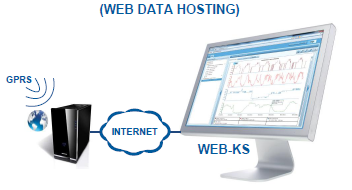 (WEB DATA HOSTING)
GPRS
INTERNET
WEB-KS